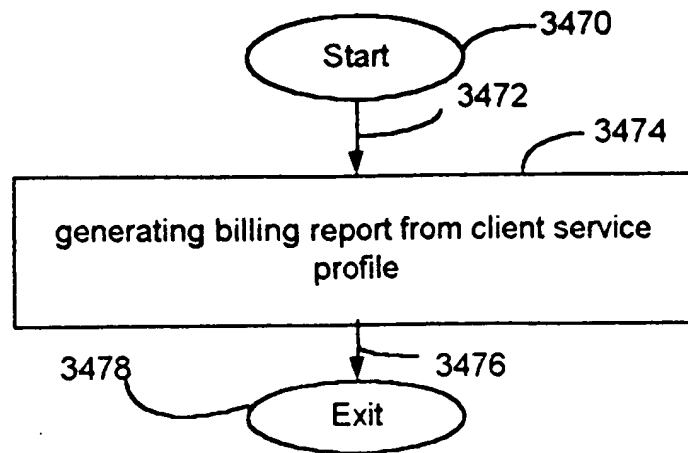 3470
Start
3472
3474
generating billing report from client service
profile
3476
3478
Exit